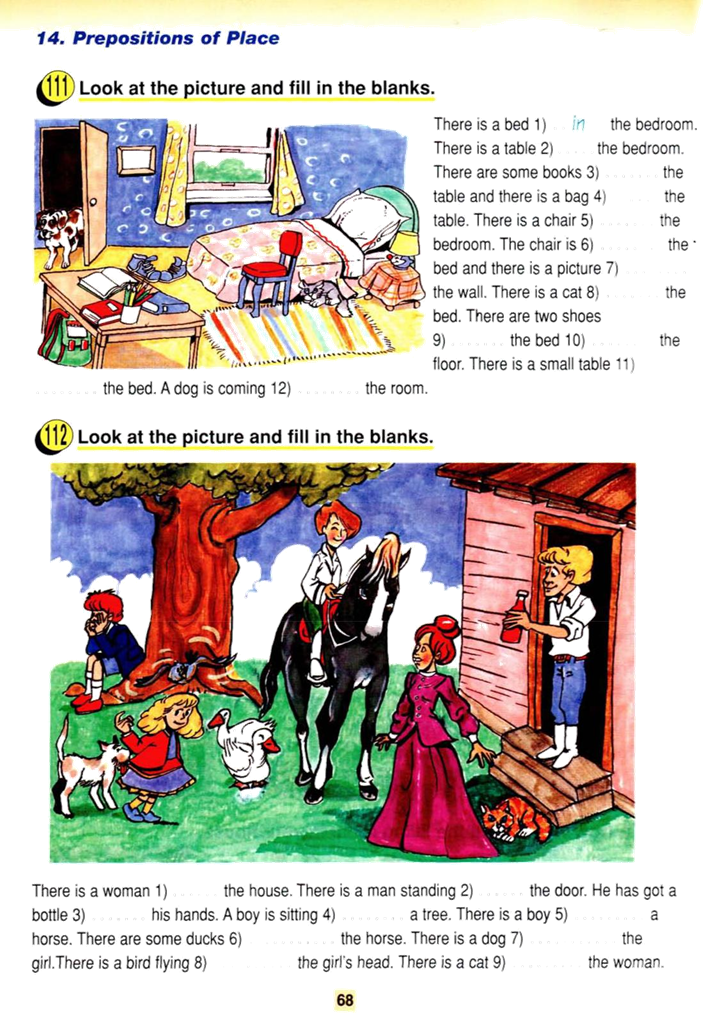 14. Prepositions of Place
111 Look at the picture and fill in the blanks.
There is a bed 1) in the bedroom.
There is a table 2) the bedroom.
There are some books 3) ....... the
table and there is a bag 4) the
table. There is a chair 5) ...... the
bedroom. The chair is 6) ...... the
bed and there is a picture 7) .......
the wall. There is a cat 8) ....... the
bed. There are two shoes
9) ....... the bed 10) ....... the
floor. There is a small table 11)
........ the bed. A dog is coming 12) ........ the room.
112 Look at the picture and fill in the blanks.
There is a woman 1) ...... the house. There is a man standing 2) ...... the door. He has got a
bottle 3) ....... his hands. A boy is sitting 4) ......... a tree. There is a boy 5) ......... a
horse. There are some ducks 6) .......... the horse. There is a dog 7) ....... the
girl.There is a bird flying 8) ...... the girl's head. There is a cat 9) ....... the woman.
68